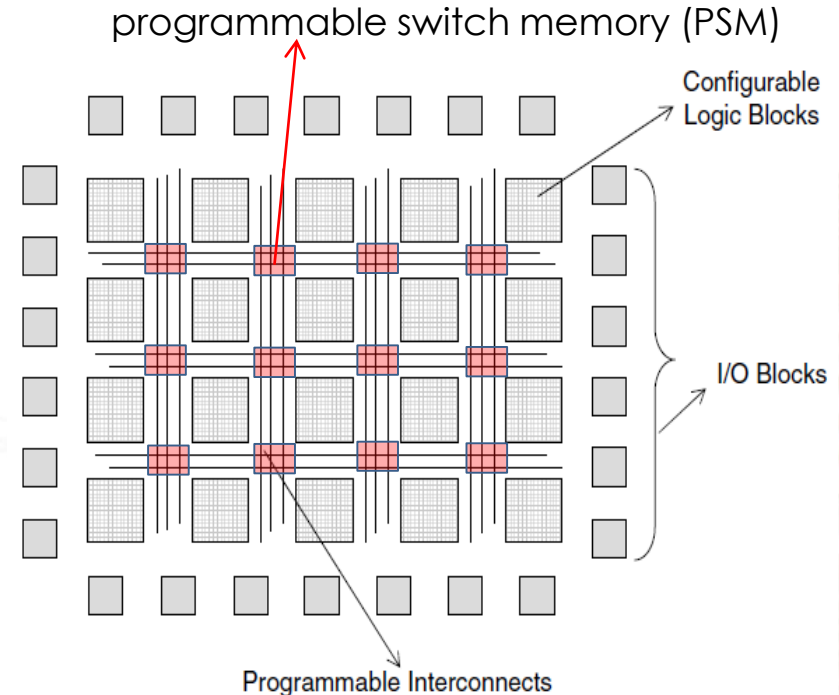 programmable switch memory (PSM)
Configurable
Logic Blocks
I/O Blocks
Programmable Interconnects